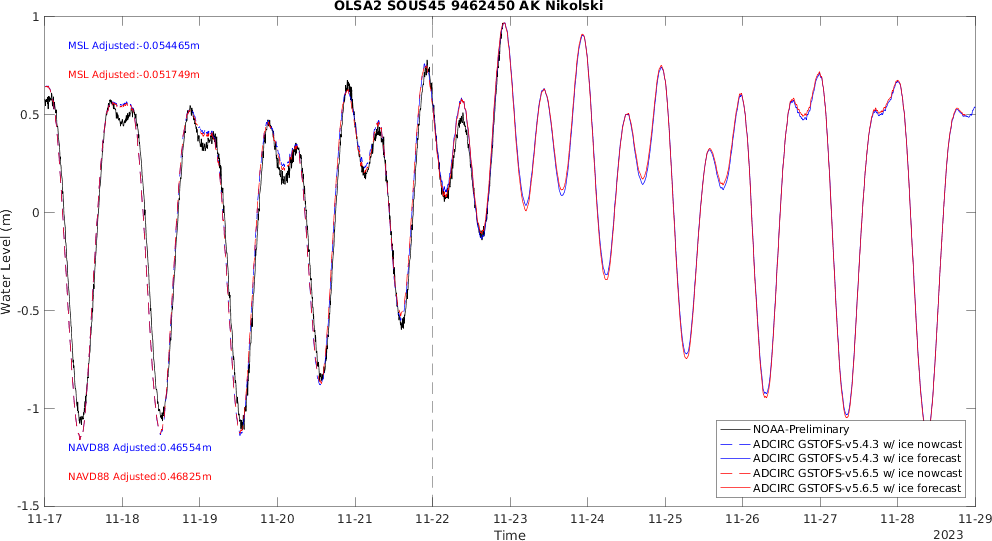 OLSA2 SOUS45 9462450 AK Nikolski
MSL Adjusted:-0.054465m
MSL Adjusted:-0.051749m
1
0.5
0
-0.5
-1
-1.5
Water Level (m)
NAVD88 Adjusted:0.46554m
NAVD88 Adjusted:0.46825m
NOAA-Preliminary
ADCIRC GSTOFS-v5.4.3 w/ ice nowcast
ADCIRC GSTOFS-v5.4.3 w/ ice forecast
ADCIRC GSTOFS-v5.6.5 w/ ice nowcast
ADCIRC GSTOFS-v5.6.5 w/ ice forecast
11-17 11-18 11-19 11-20 11-21 11-22 11-23 11-24 11-25 11-26 11-27 11-28 11-29
Time
2023